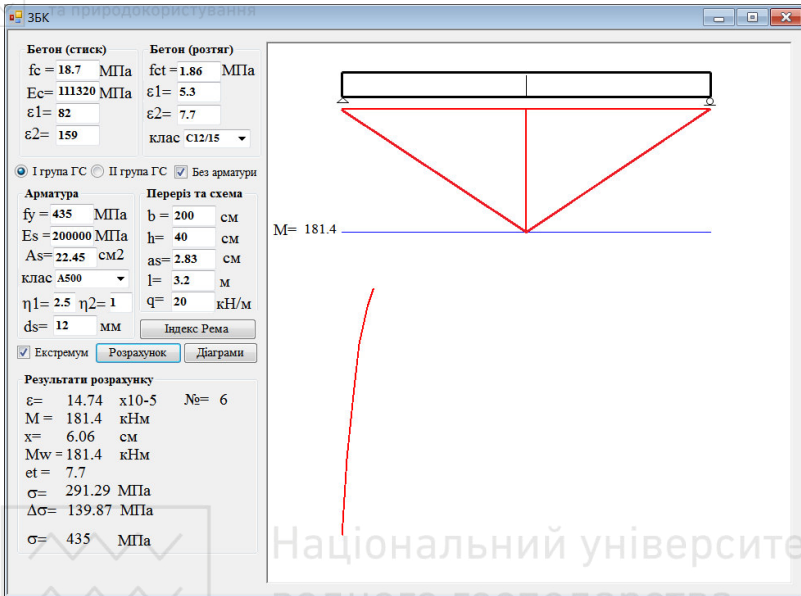 та природокористування
ЗБК
Бетон (стиск) Бетон (розтяг)
fc = 18.7 МПа fct = 1.86 МПа
Ec= 111320 МПа ε1= 5.3
ε1= 82 ε2= 7.7
ε2= 159 клас C12/15
І група ГС ІІ група ГС Без арматури
Арматура Переріз та схема
fy = 435 МПа b = 200 см
Es = 200000 МПа h= 40 см
As= 22.45 см2 as= 2.83 см
клас A500 l= 3.2 м
η1= 2.5 η2= 1 q= 20 кН/м
ds= 12 мм Індекс Рема
Екстремум Розрахунок Діаграми
Результати розрахунку
ε= 14.74 x10-5 №= 6
M = 181.4 кНм
x= 6.06 см
Mw = 181.4 кНм
et = 7.7
σ= 291.29 МПа
Δσ= 139.87 МПа
σ= 435 МПа
M= 181.4
Національний університе
водного господарства